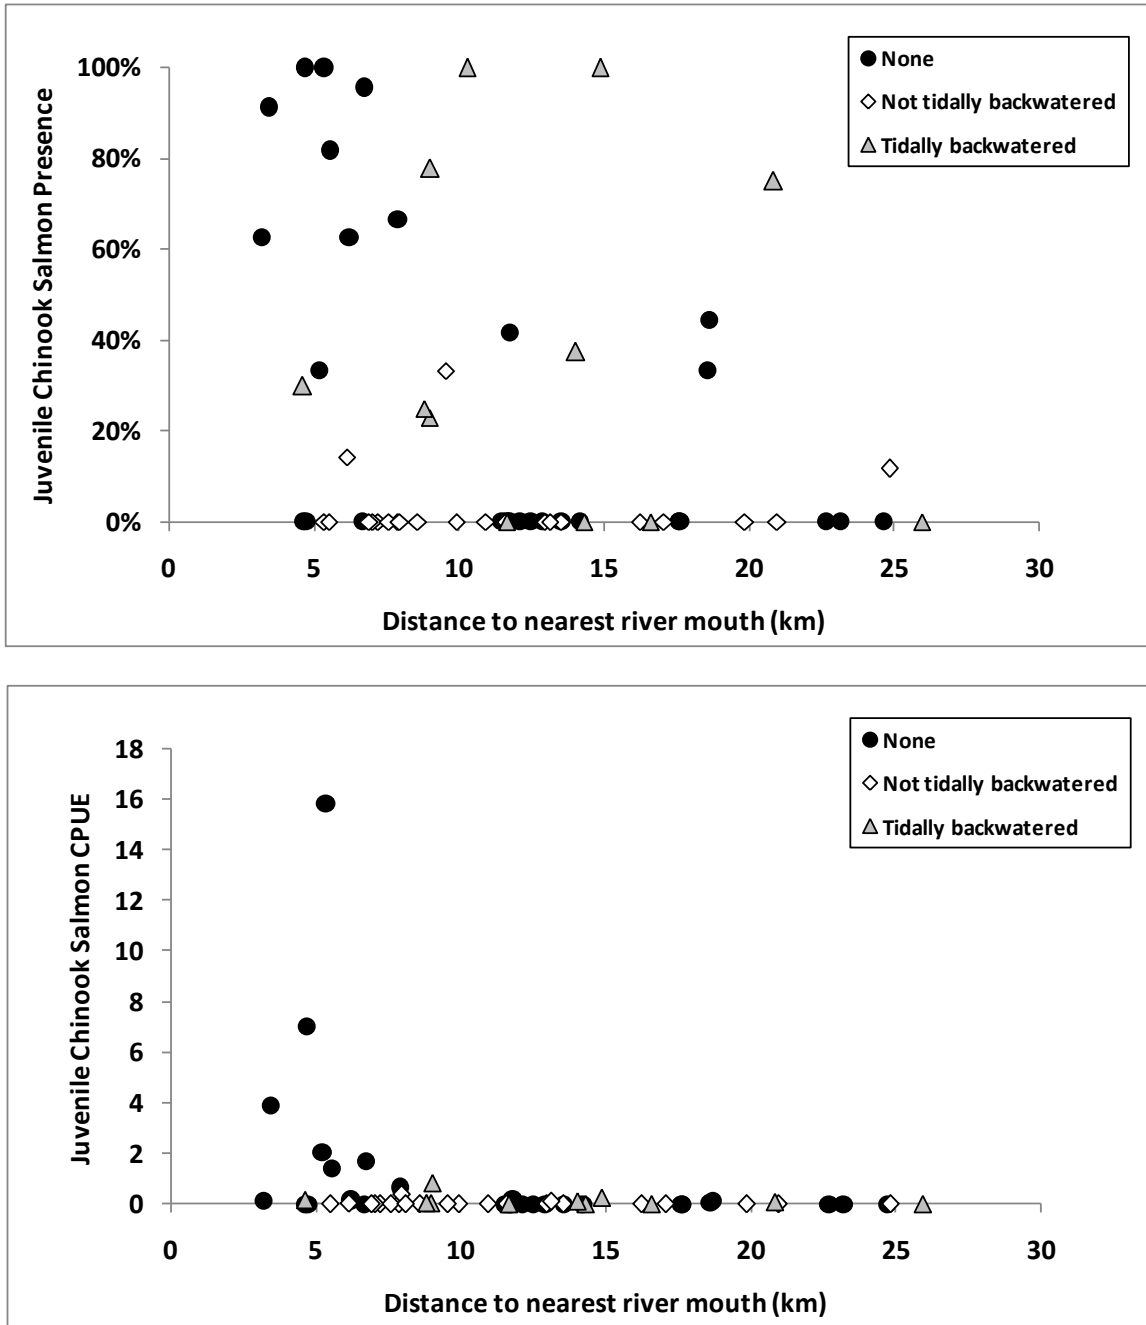 Juvenile Chinook Salmon Presence
100%
80%
60%
40%
20%
0%
0 5 10 15 20 25 30
Distance to nearest river mouth (km)
None
Not tidally backwatered
Tidally backwatered
Juvenile Chinook Salmon CPUE
18
16
14
12
10
8
6
4
2
0
0 5 10 15 20 25 30
Distance to nearest river mouth (km)
None
Not tidally backwatered
Tidally backwatered